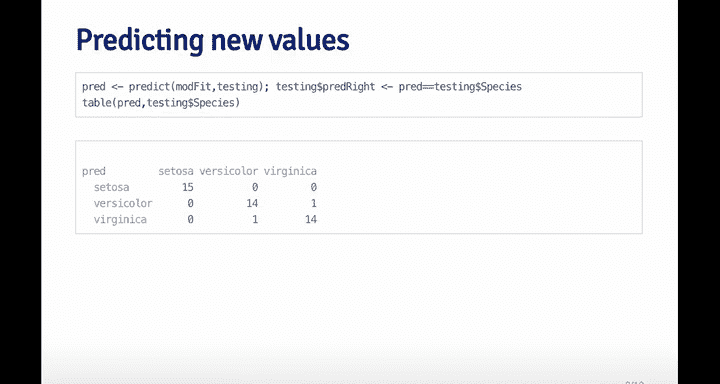 Predicting new values
pred <- predict(modFit,testing); testing$predRight <- pred==testing$Species
table(pred,testing$Species)
pred setosa versicolor virginica
setosa 15 0 0
versicolor 0 14 1
virginica 0 1 14